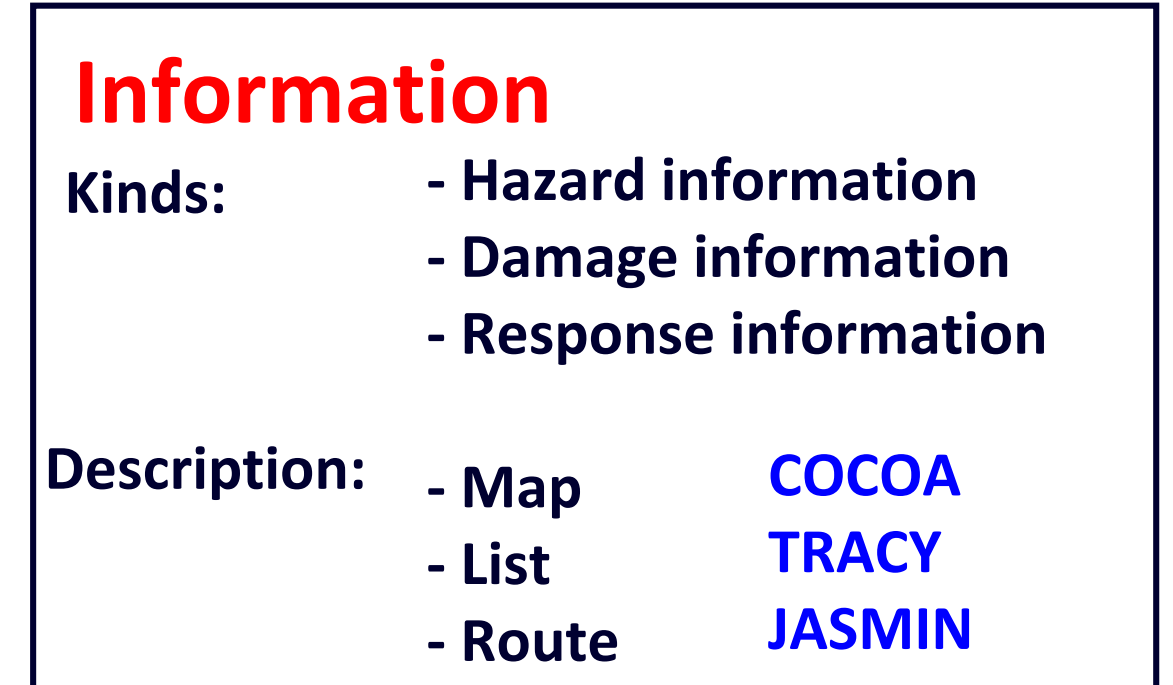 Information
Kinds: - Hazard information
- Damage information
- Response information
Description: - Map COCOA
- List TRACY
- Route JASMIN